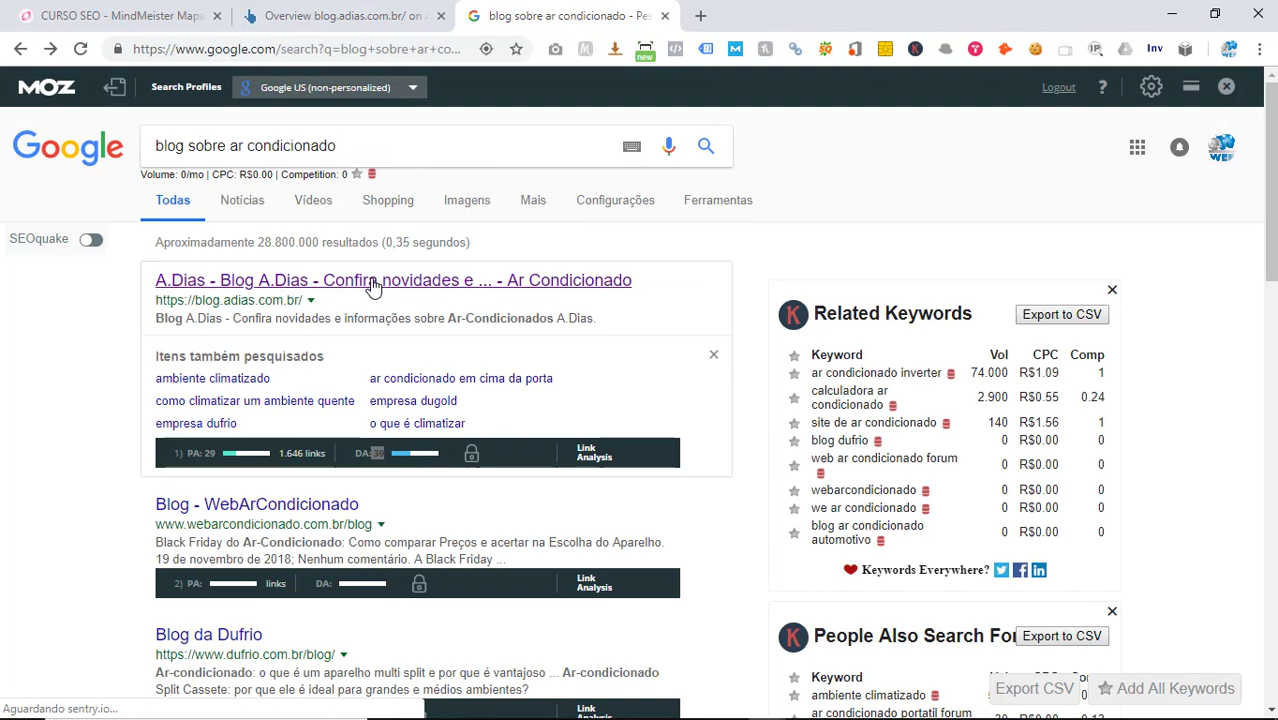 CURSO SEO - MindMeister Mapa
Overview blog.adias.com.br/ on
blog sobre ar condicionado - Pes
https://www.google.com/search?q=blog+sobre+ar+co...
new
Inv
MOZ
Search Profiles
Google US (non-personalized)
Logout
?
Google
blog sobre ar condicionado
Volume: 0/mo | CPC: R$0.00 | Competition: 0
Todas
Notícias
Vídeos
Shopping
Imagens
Mais
Configurações
Ferramentas
SEOquake
Aproximadamente 28.800.000 resultados (0,35 segundos)
A.Dias - Blog A.Dias - Confira novidades e ... - Ar Condicionado
https://blog.adias.com.br/
Blog A.Dias - Confira novidades e informações sobre Ar-Condicionados A.Dias.
Itens também pesquisados
ambiente climatizado
ar condicionado em cima da porta
como climatizar um ambiente quente
empresa dugold
empresa dufrio
o que é climatizar
1) PA: 29
1.646 links
DA: 39
Link Analysis
Blog - WebArCondicionado
www.webarcondicionado.com.br/blog
Black Friday do Ar-Condicionado: Como comparar Preços e acertar na Escolha do Aparelho.
19 de novembro de 2018; Nenhum comentário. A Black Friday ...
2) PA:
links
DA:
Link Analysis
Blog da Dufrio
https://www.dufrio.com.br/blog/
Ar-condicionado: o que é um aparelho multi split e por que é vantajoso ... Ar-condicionado
Split Cassete: por que ele é ideal para grandes e médios ambientes?
Link
Aguardando sentry.io...
K
Related Keywords
Export to CSV
Keyword Vol CPC Comp
ar condicionado inverter 74.000 R$1.09 1
calculadora ar
condicionado 2.900 R$0.55 0.24
site de ar condicionado 140 R$1.56 1
blog dufrio 0 R$0.00 0
web ar condicionado forum 0 R$0.00 0
webarcondicionado 0 R$0.00 0
we ar condicionado 0 R$0.00 0
blog ar condicionado
automotivo 0 R$0.00 0
Keywords Everywhere?
K
People Also Search For
Export to CSV
Keyword
ambiente climatizado
ar condicionado portatil forum
Export CSV
Add All Keywords